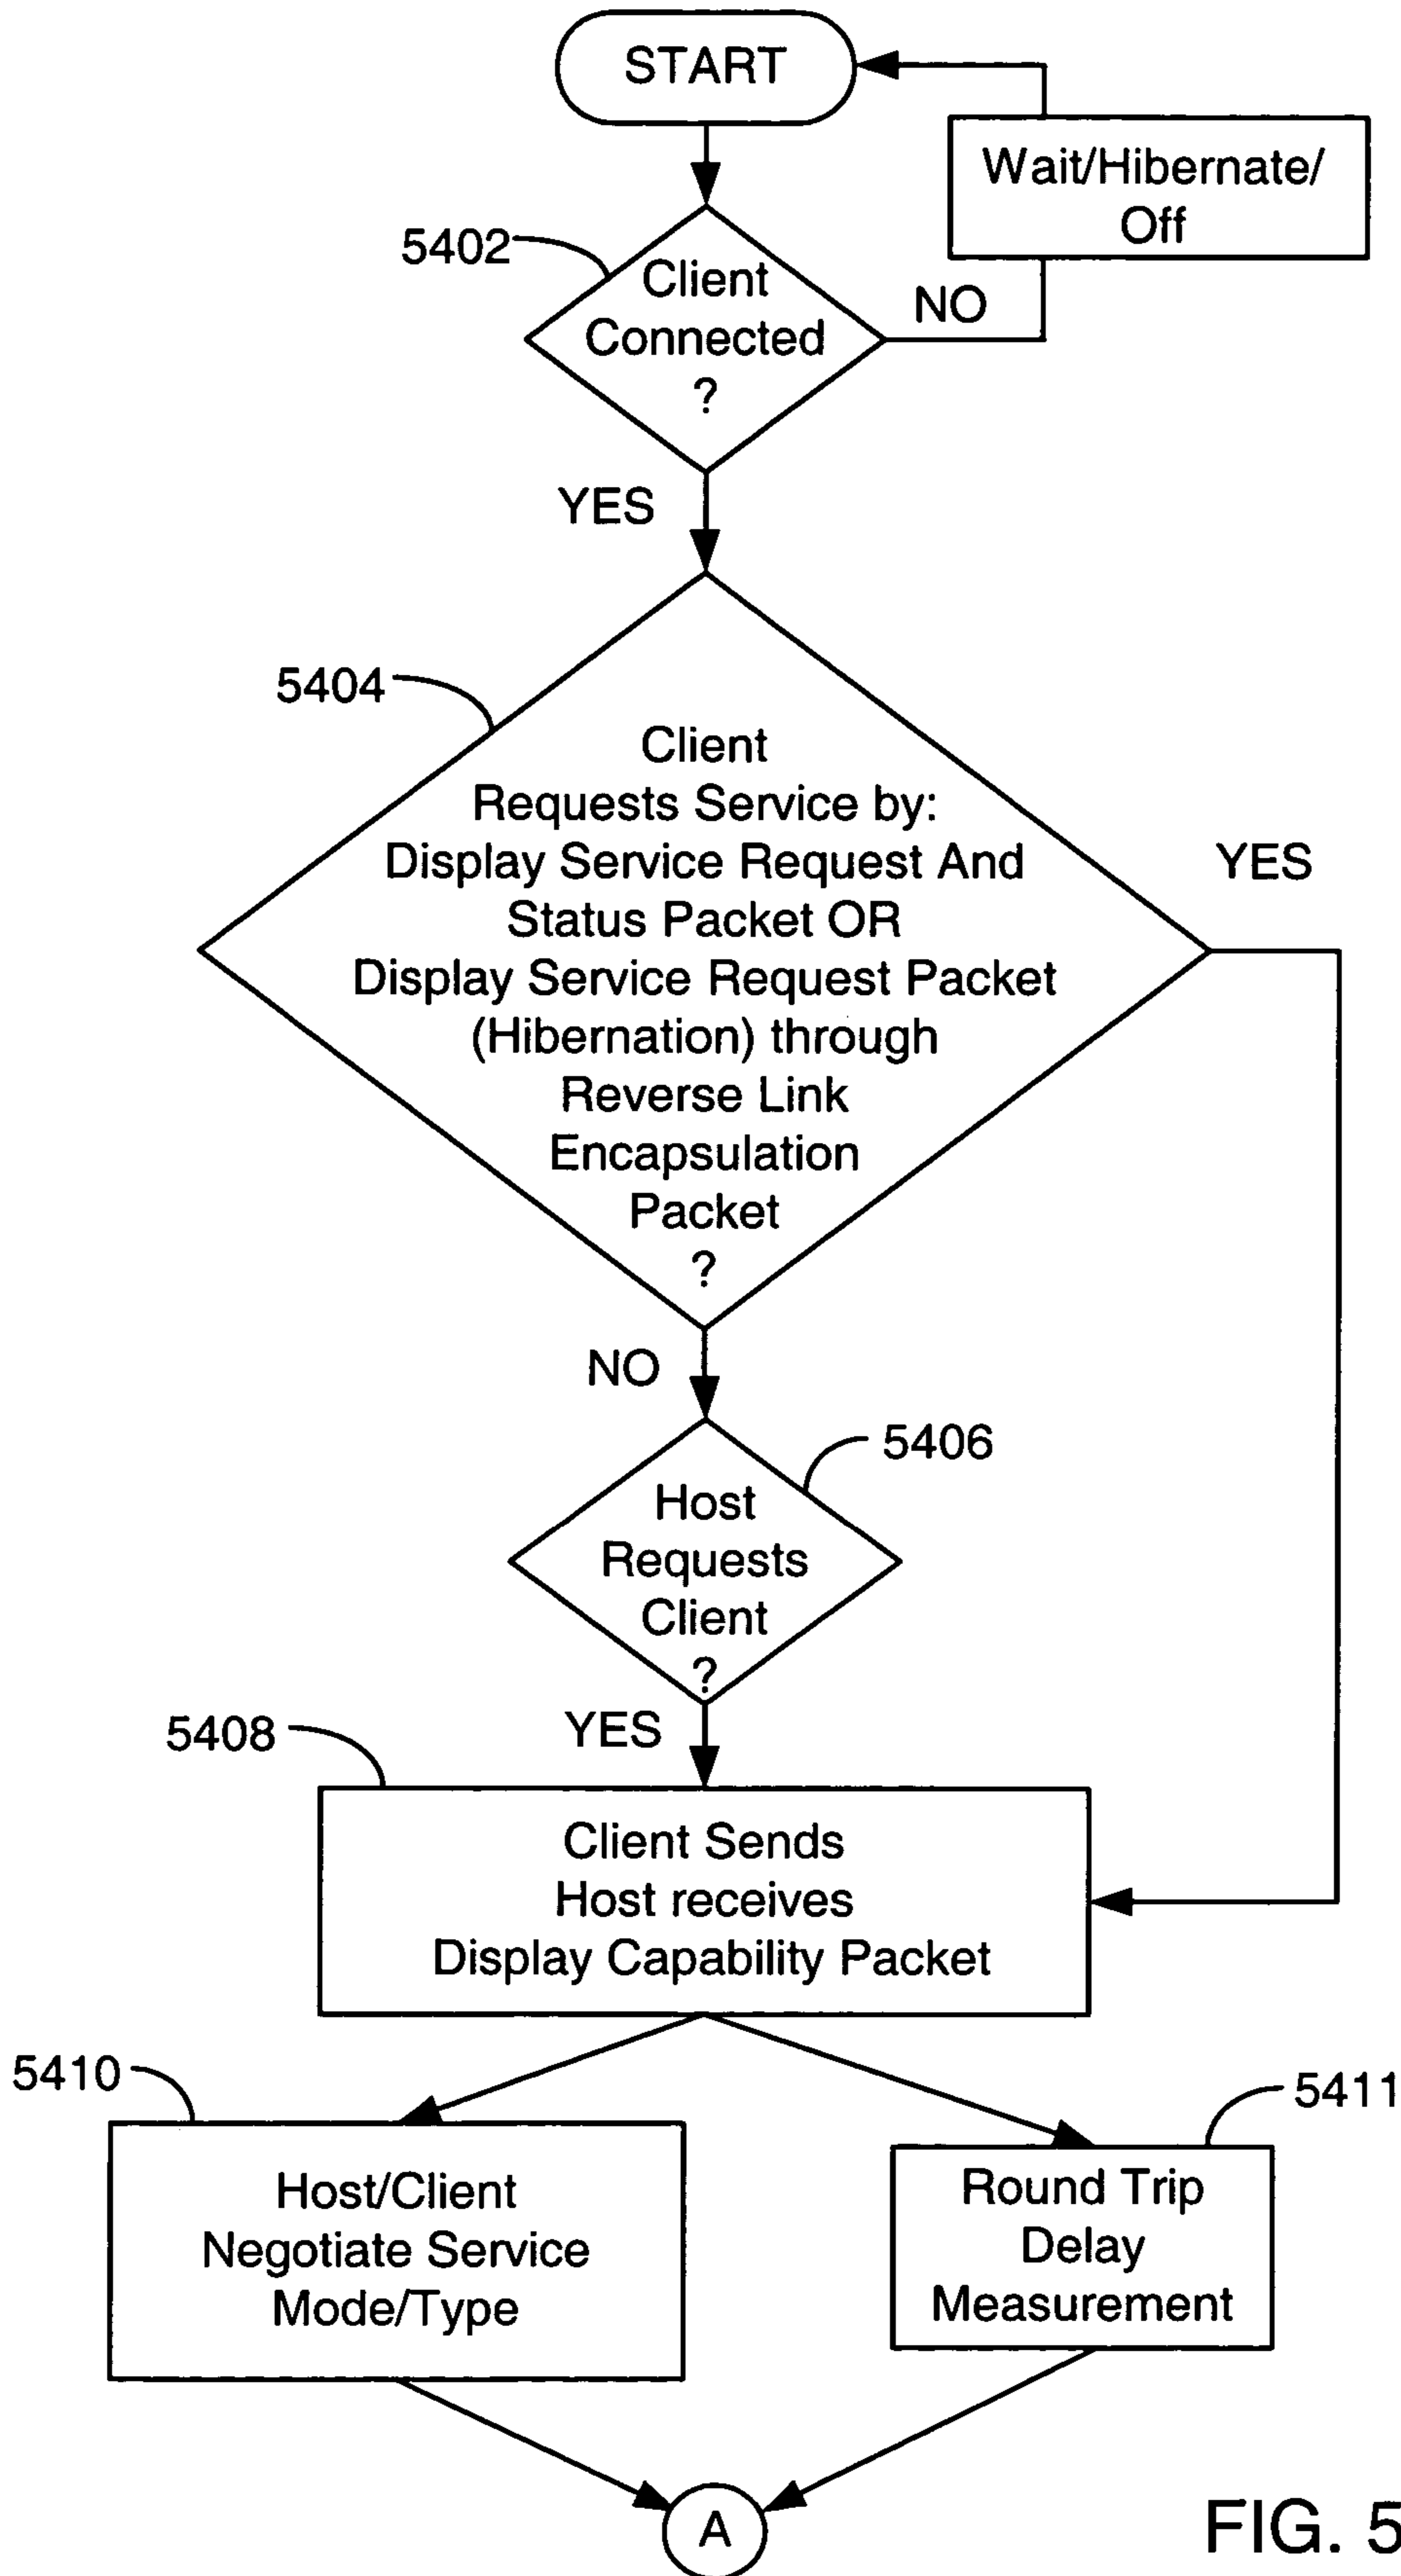 START
Wait/Hibernate/
Off
5402
Client
Connected
?
NO
YES
5404
Client
Requests Service by:
Display Service Request And
Status Packet OR
Display Service Request Packet
(Hibernation) through
Reverse Link
Encapsulation
Packet
?
YES
NO
5406
Host
Requests
Client
?
YES
5408
Client Sends
Host receives
Display Capability Packet
5410
Host/Client
Negotiate Service
Mode/Type
5411
Round Trip
Delay
Measurement
A
FIG. 5